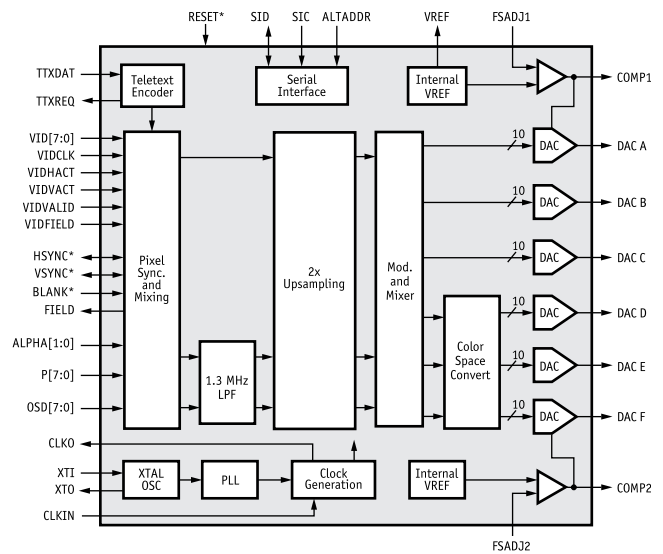 RESET*
SID
SIC
ALTADDR
VREF
FSADJ1
TTXDAT
TTXREQ
Teletext
Encoder
Serial
Interface
Internal
VREF
COMP1
VID[7:0]
VIDCLK
VIDHACT
VIDVACT
VIDVALID
VIDFIELD
HSYNC*
VSYNC*
BLANK*
FIELD
ALPHA[1:0]
P[7:0]
OSD[7:0]
Pixel
Sync.
and
Mixing
1.3 MHz
LPF
2x
Upsampling
Mod.
and
Mixer
Color
Space
Convert
10
DAC
DAC A
10
DAC
DAC B
10
DAC
DAC C
10
DAC
DAC D
10
DAC
DAC E
10
DAC
DAC F
CLKO
XTI
XTO
CLKIN
XTAL
OSC
PLL
Clock
Generation
Internal
VREF
COMP2
FSADJ2